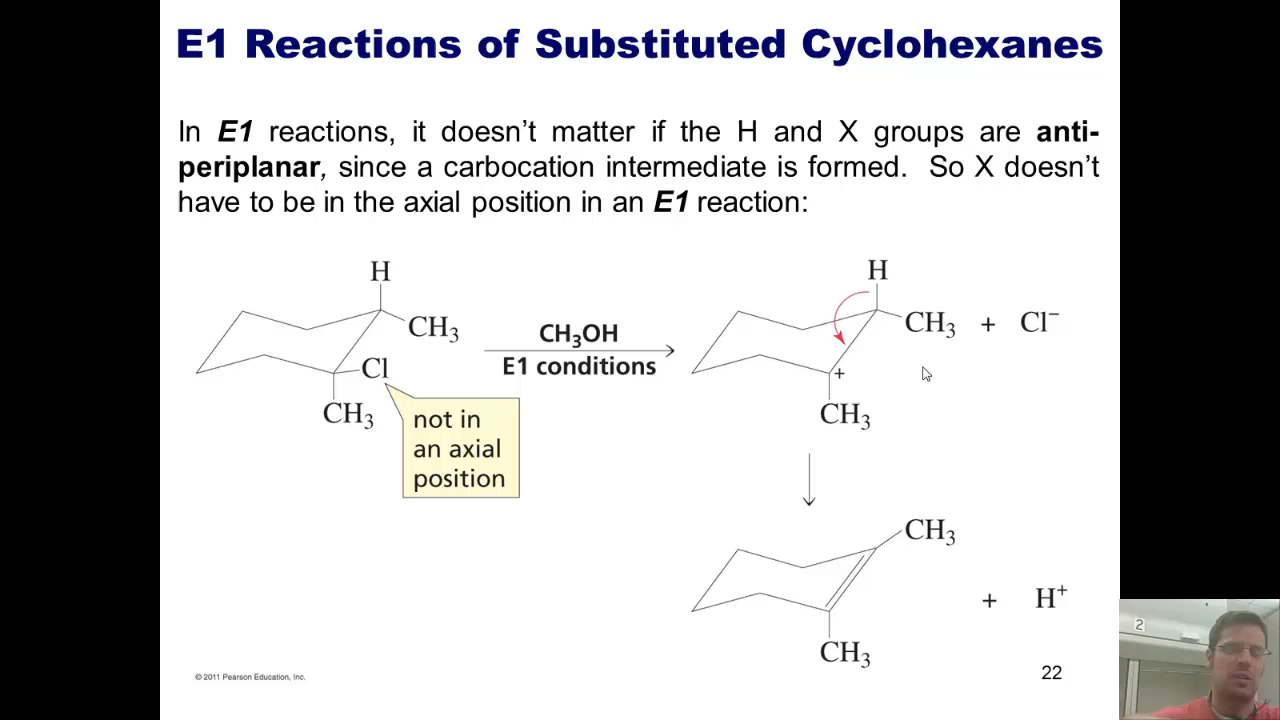 E1 Reactions of Substituted Cyclohexanes
In E1 reactions, it doesn't matter if the H and X groups are anti-
periplanar, since a carbocation intermediate is formed.  So X doesn't
have to be in the axial position in an E1 reaction:
H
CH₃
Cl
CH₃
not in
an axial
position
CH₃OH
E1 conditions
H
CH₃ + Cl⁻
+
CH₃
CH₃
+ H⁺
CH₃
© 2011 Pearson Education, Inc.
22
2